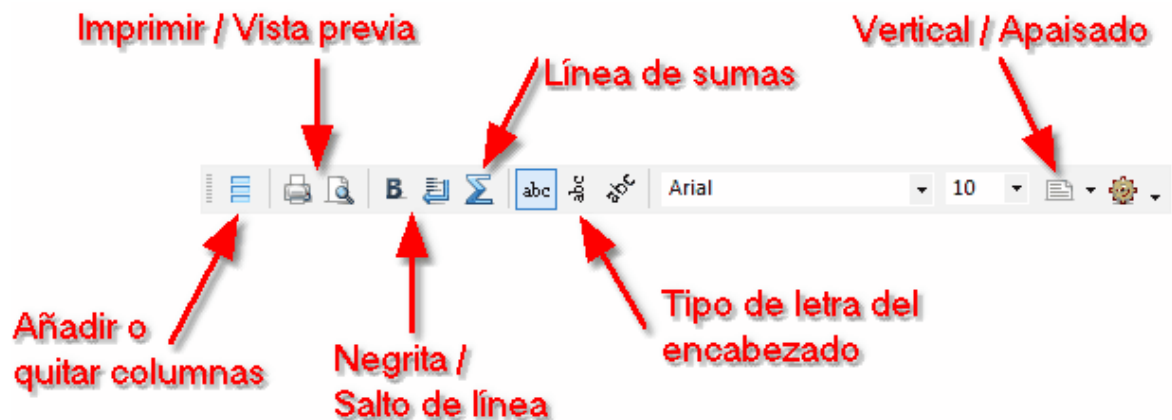 Imprimir / Vista previa
Vertical / Apaisado
Línea de sumas
B abc abc abc Arial 10
Añadir o
quitar columnas
Negrita /
Salto de línea
Tipo de letra del
encabezado